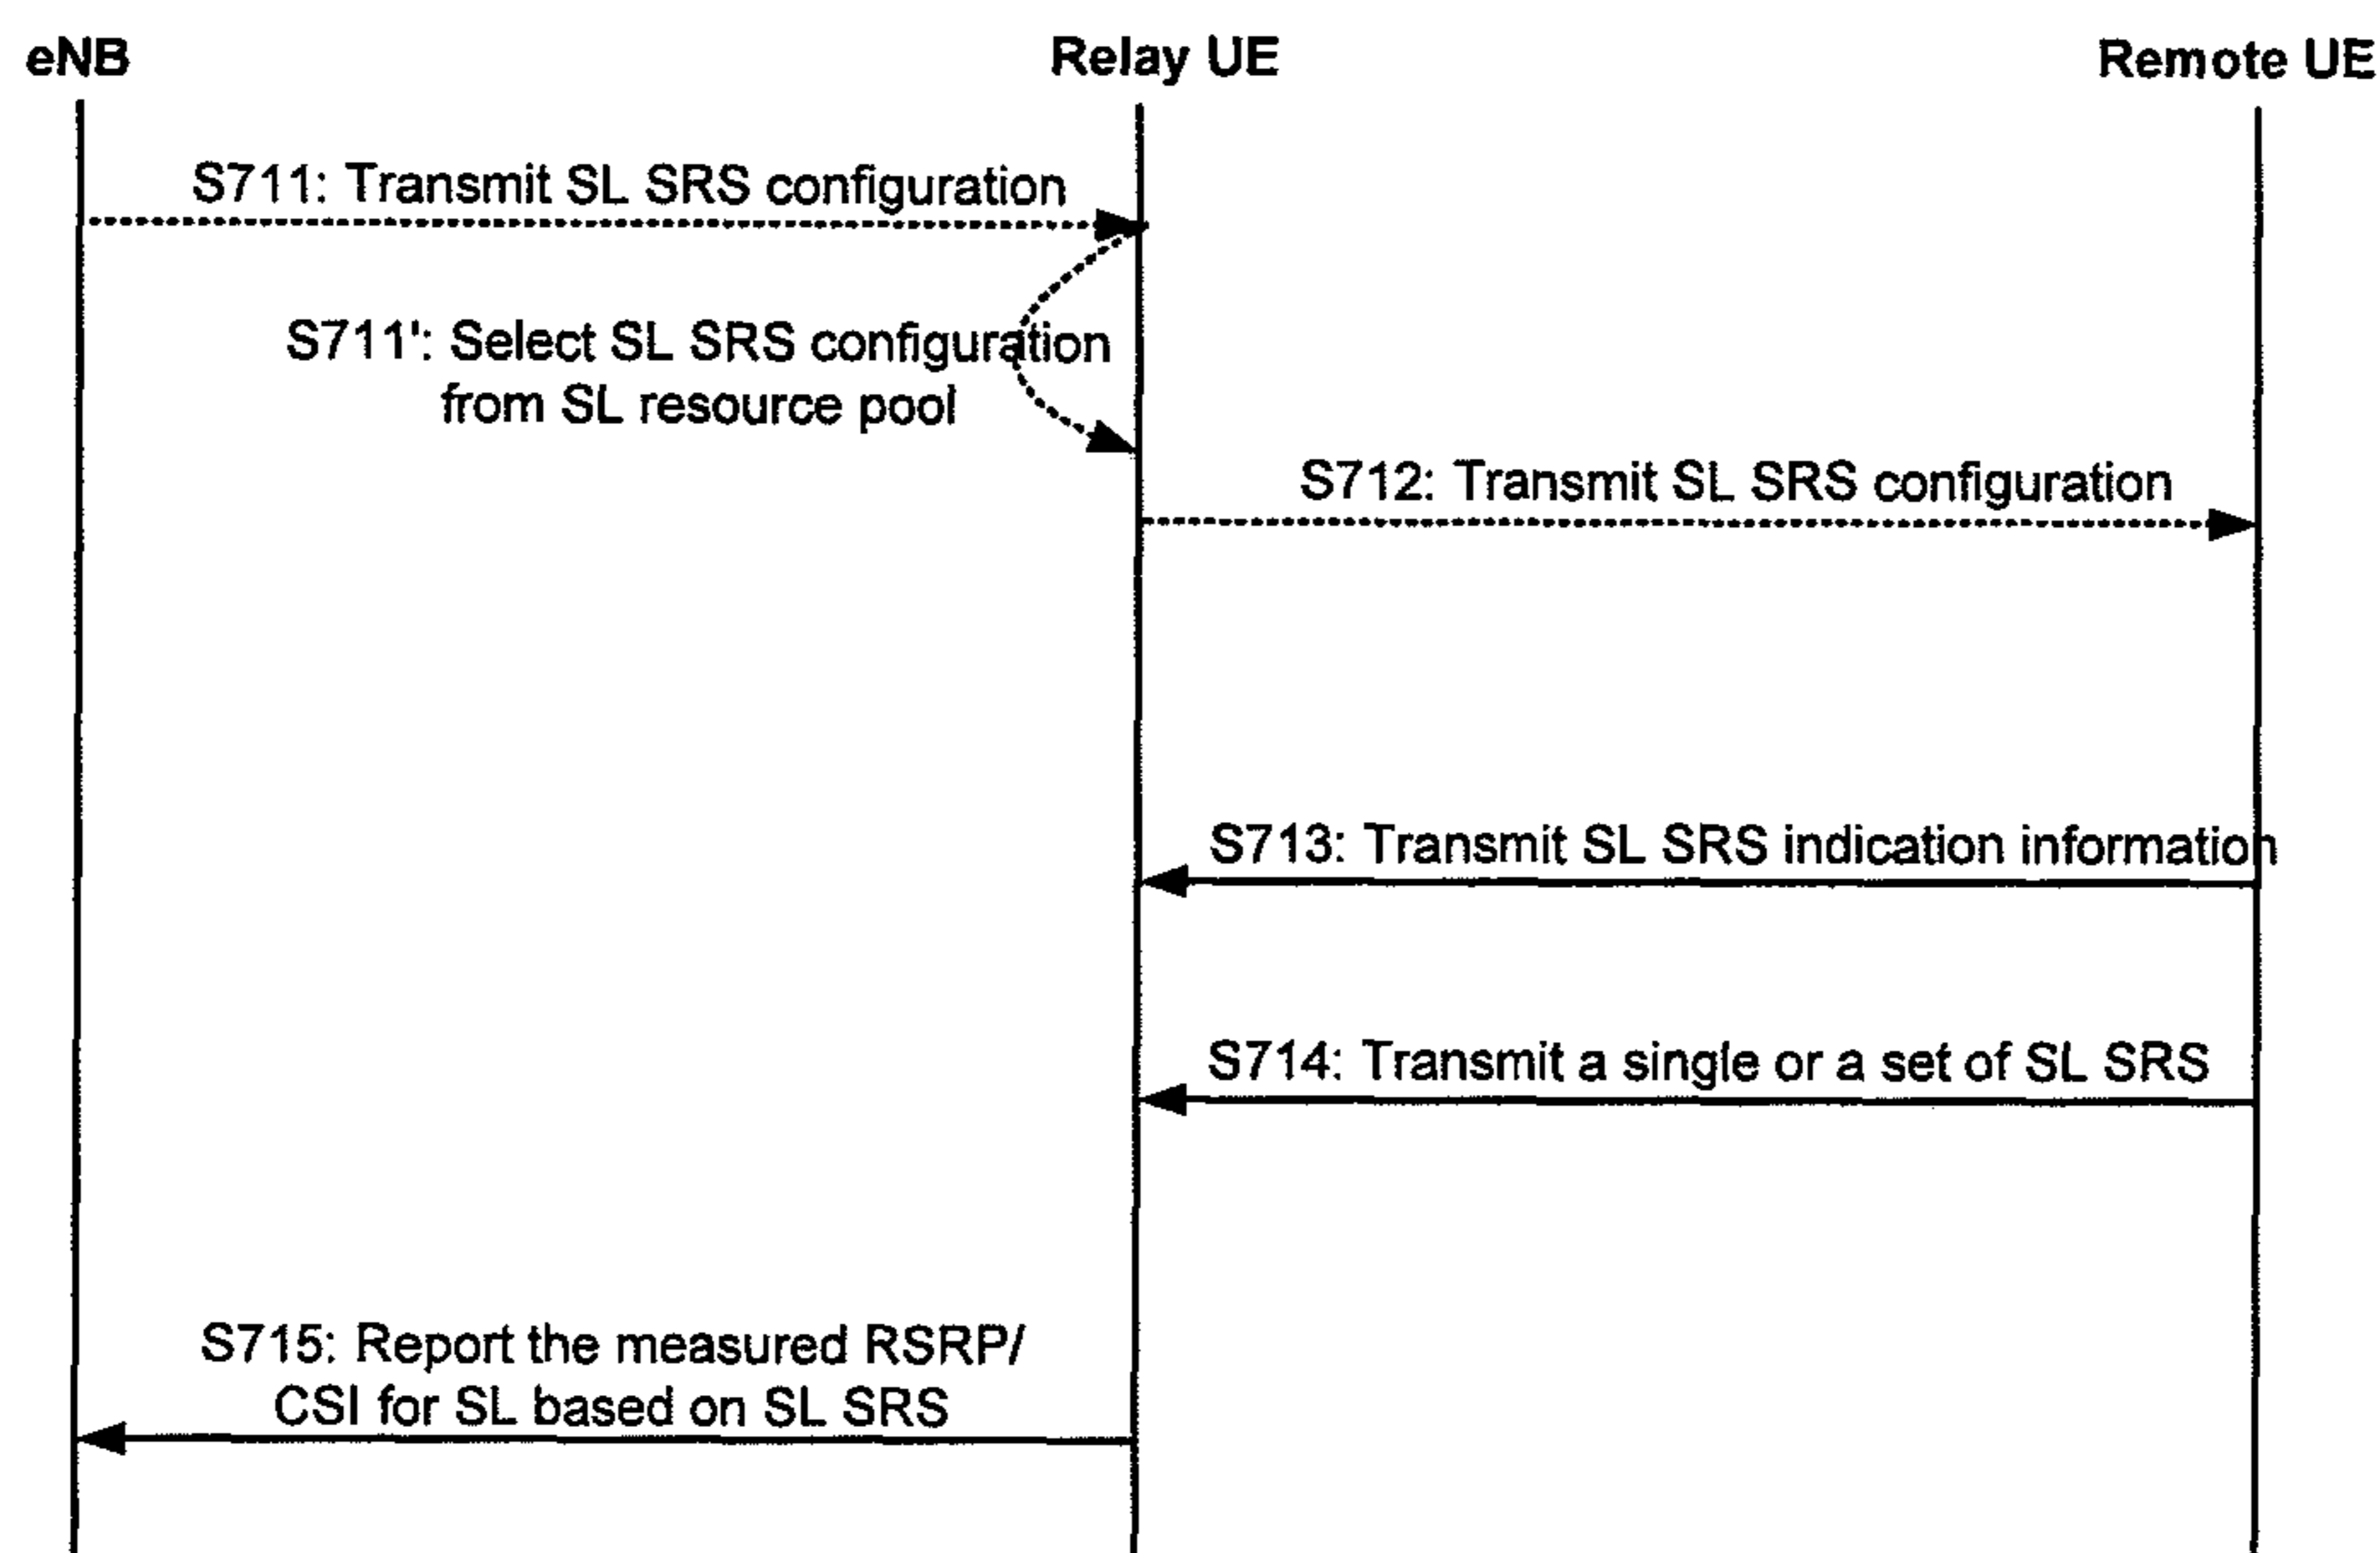 eNB
Relay UE
Remote UE
S711: Transmit SL SRS configuration
S711': Select SL SRS configuration
from SL resource pool
S712: Transmit SL SRS configuration
S713: Transmit SL SRS indication information
S714: Transmit a single or a set of SL SRS
S715: Report the measured RSRP/
CSI for SL based on SL SRS